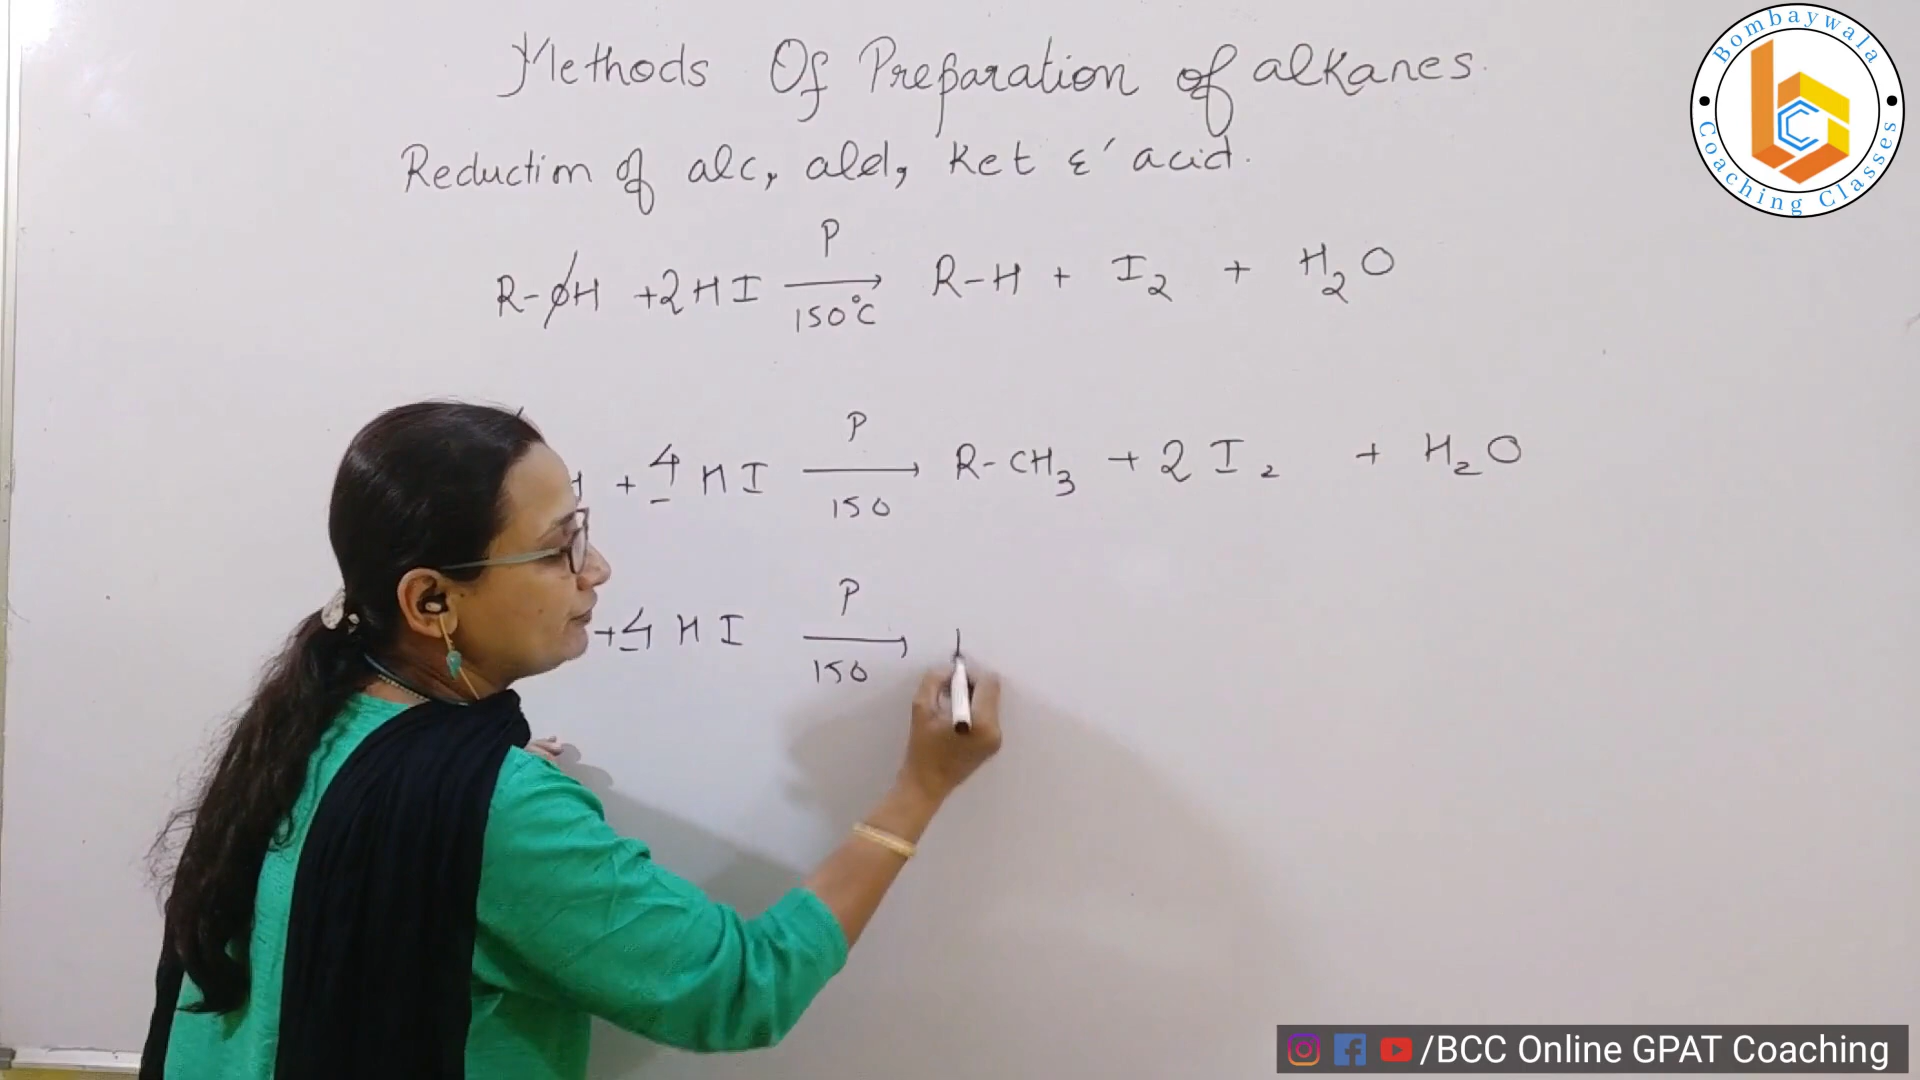 Bombaywala
Coaching Classes
Methods Of Preparation of alkanes.
Reduction of alc, ald, ket & acid.
R-OH +2HI P 150°C R-H + I2 + H2O
H + 4 HI P 150 R-CH3 + 2 I2 + H2O
+4 HI P 150
/BCC Online GPAT Coaching